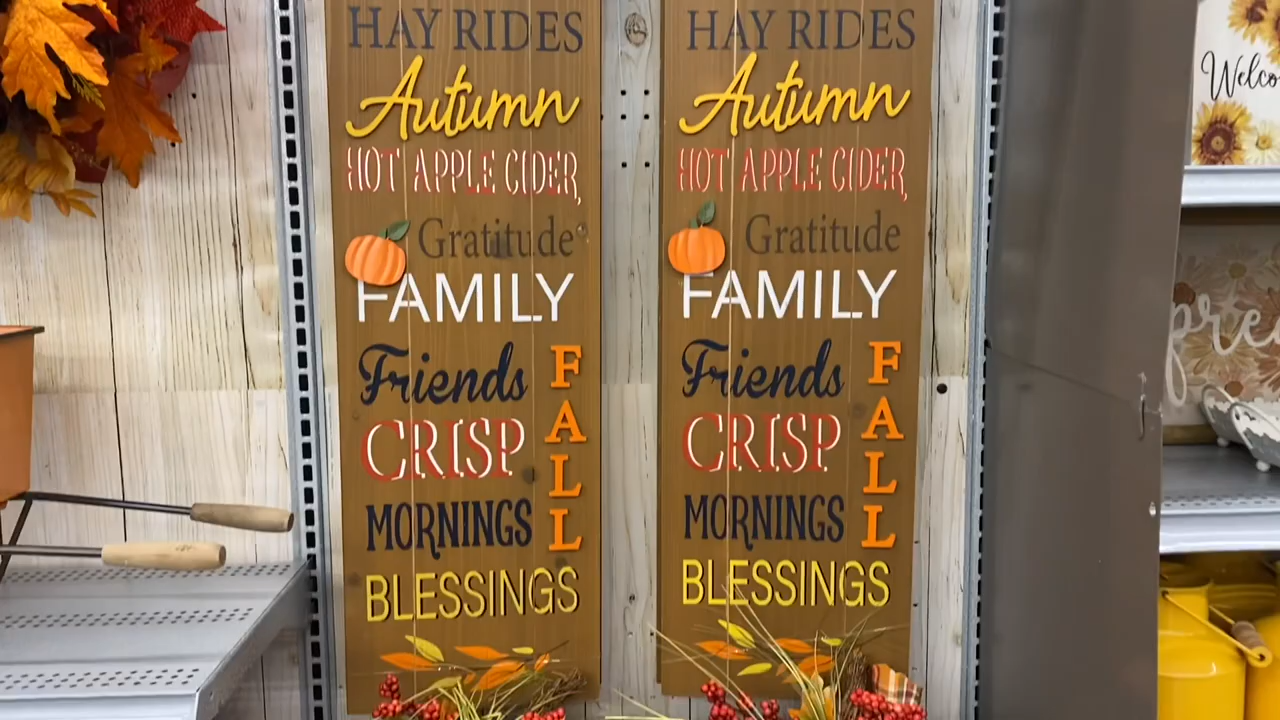 HAY RIDES
Autumn
HOT APPLE CIDER,
Gratitude
FAMILY
Friends
CRISP
MORNINGS
FALL
BLESSINGS
HAY RIDES
Autumn
HOT APPLE CIDER,
Gratitude
FAMILY
Friends
CRISP
MORNINGS
FALL
BLESSINGS